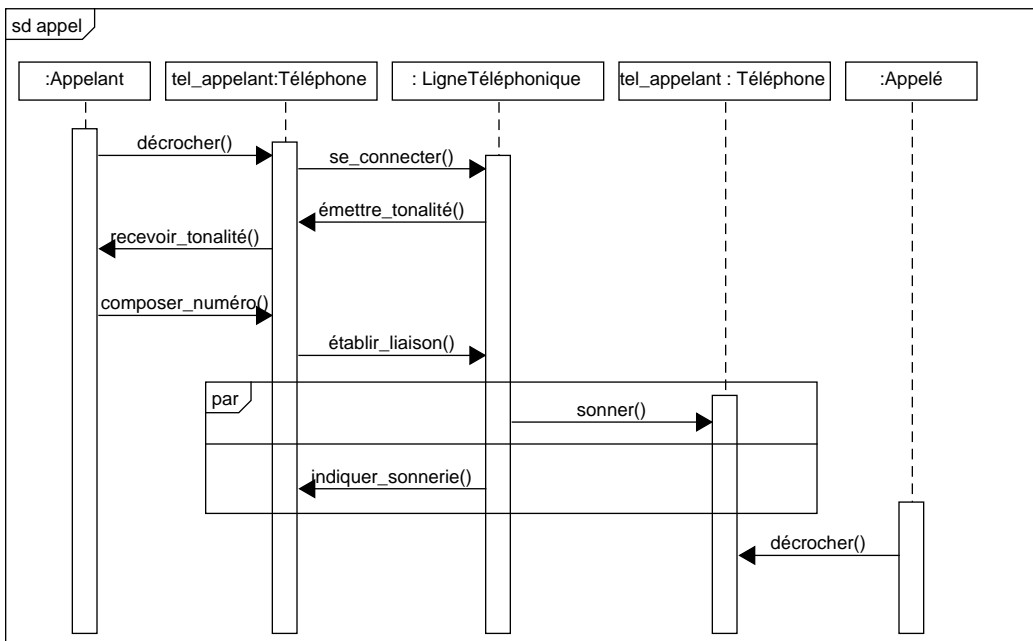 sd appel
:Appelant
tel_appelant:Téléphone
: LigneTéléphonique
tel_appelant : Téléphone
:Appelé
décrocher()
se_connecter()
émettre_tonalité()
recevoir_tonalité()
composer_numéro()
établir_liaison()
par
sonner()
indiquer_sonnerie()
décrocher()